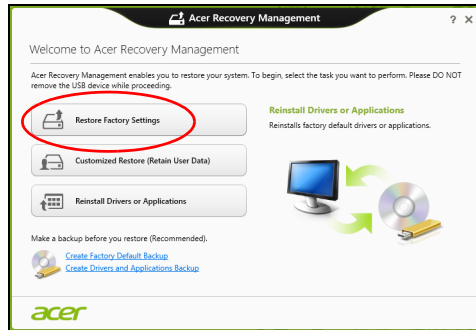 Acer Recovery Management
? X
Welcome to Acer Recovery Management
Acer Recovery Management enables you to restore your system. To begin, select the task you want to perform. Please DO NOT
remove the USB device while proceeding.
Restore Factory Settings
Reinstall Drivers or Applications
Reinstalls factory default drivers or applications.
Customized Restore (Retain User Data)
Reinstall Drivers or Applications
Make a backup before you restore (Recommended).
Create Factory Default Backup
Create Drivers and Applications Backup
acer